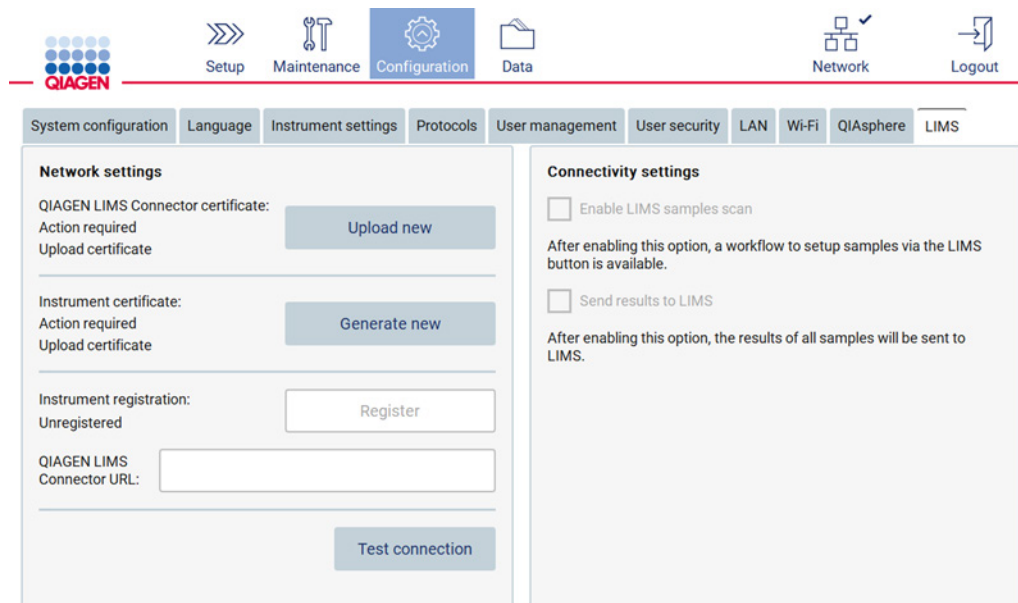 QIAGEN
Setup
Maintenance
Configuration
Data
Network
Logout
System configuration
Language
Instrument settings
Protocols
User management
User security
LAN
Wi-Fi
QIAsphere
LIMS
Network settings
QIAGEN LIMS Connector certificate:
Action required
Upload certificate
Upload new
Instrument certificate:
Action required
Upload certificate
Generate new
Instrument registration:
Unregistered
Register
QIAGEN LIMS
Connector URL:
Test connection
Connectivity settings
Enable LIMS samples scan
After enabling this option, a workflow to setup samples via the LIMS
button is available.
Send results to LIMS
After enabling this option, the results of all samples will be sent to
LIMS.